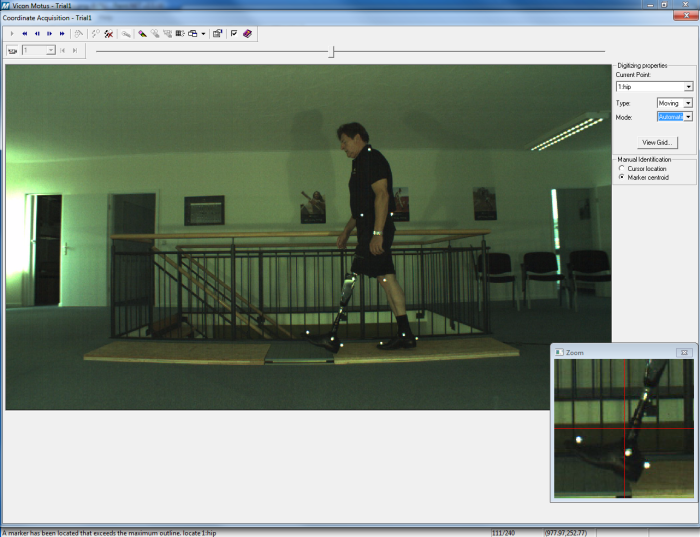 Vicon Motus - Trial1
Coordinate Acquisition - Trial1
1
Digitizing properties
Current Point:
1:hip
Type:
Moving
Mode:
Automati
View Grid...
Manual Identification
Cursor location
Marker centroid
Zoom
A marker has been located that exceeds the maximum outline. locate 1:hip
111/240
(977.97,252.77)